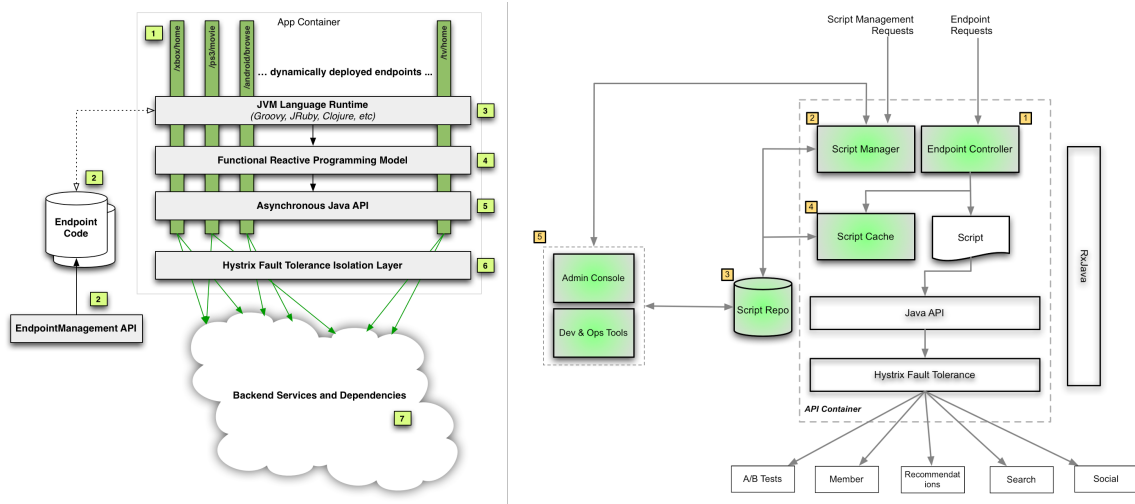 App Container
1
/xbox/home
/ps3/movie
/android/browse
/tv/home
... dynamically deployed endpoints ...
JVM Language Runtime
(Groovy, JRuby, Clojure, etc)
3
Functional Reactive Programming Model
4
2
Asynchronous Java API
5
Endpoint
Code
Hystrix Fault Tolerance Isolation Layer
6
2
EndpointManagement API
Backend Services and Dependencies
7
Script Management
Requests
Endpoint
Requests
2
1
Script Manager
Endpoint Controller
4
Script Cache
Script
5
Admin Console
3
Script Repo
Dev & Ops Tools
Java API
RxJava
Hystrix Fault Tolerance
API Container
A/B Tests
Member
Recommendat
ions
Search
Social